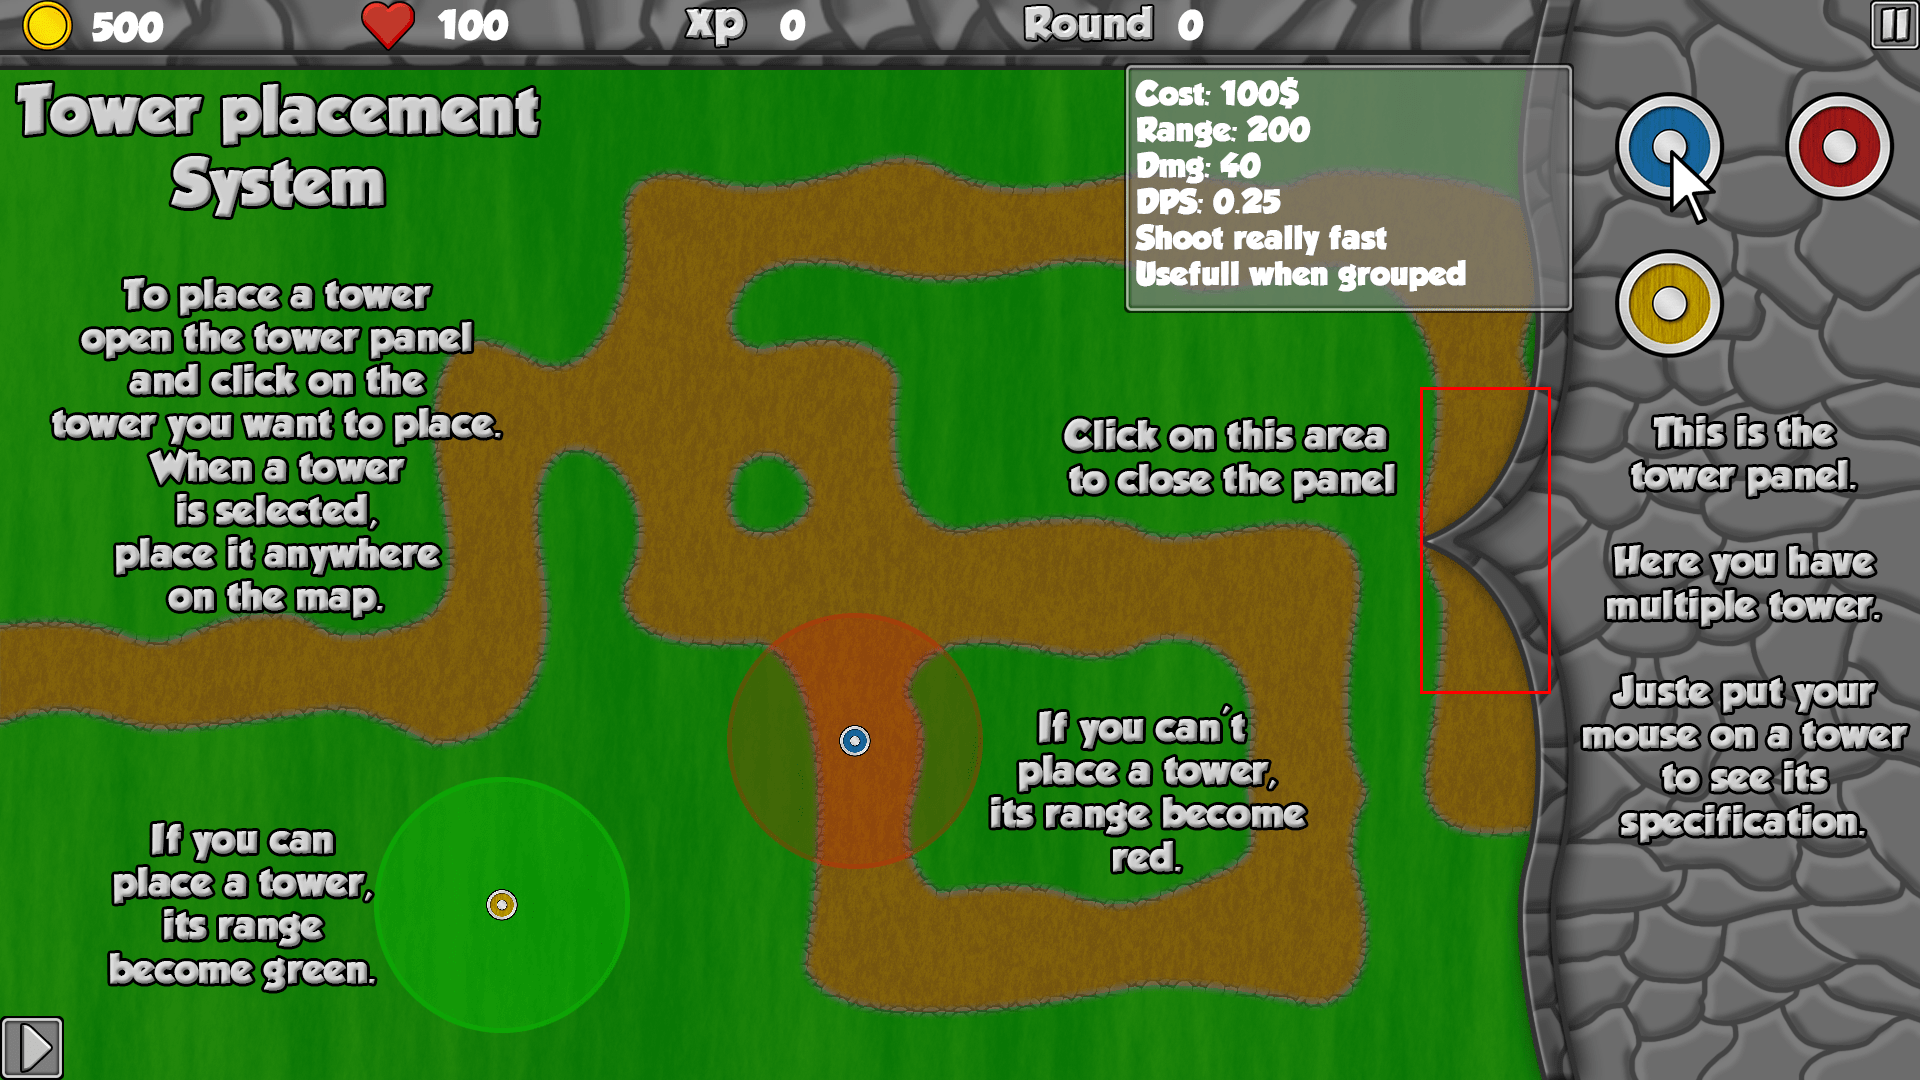 500 100 Xp 0 Round 0
Tower placement
System
To place a tower
open the tower panel
and click on the
tower you want to place.
When a tower
is selected,
place it anywhere
on the map.
Cost: 100$
Range: 200
Dmg: 40
DPS: 0.25
Shoot really fast
Usefull when grouped
Click on this area
to close the panel
This is the
tower panel.
Here you have
multiple tower.
Juste put your
mouse on a tower
to see its
specification.
If you can't
place a tower,
its range become
red.
If you can
place a tower,
its range
become green.